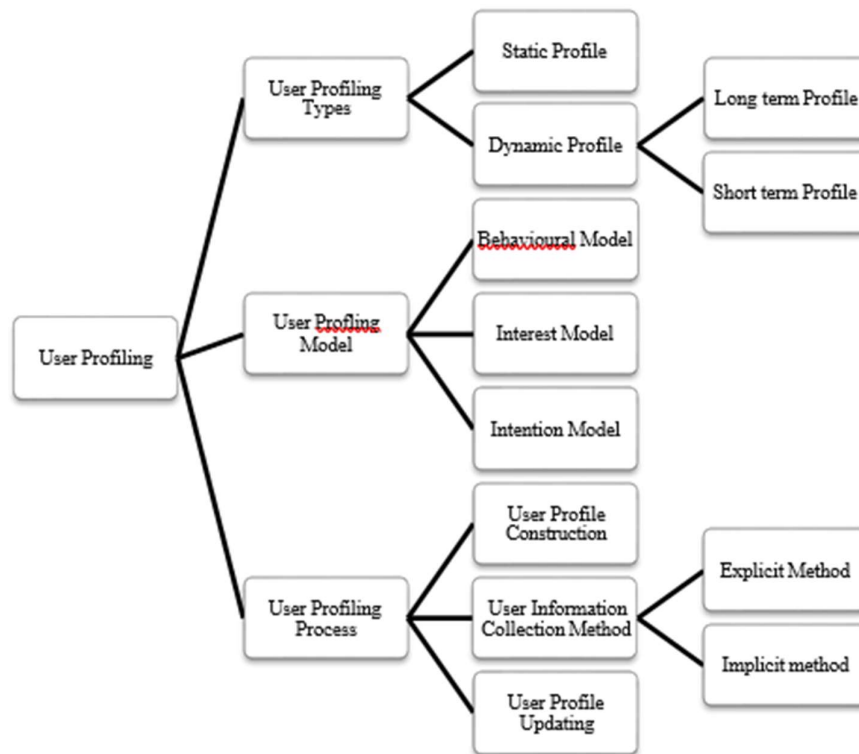 User Profiling
User Profiling
Types
Static Profile
Dynamic Profile
Long term Profile
Short term Profile
User Profling
Model
Behavioural Model
Interest Model
Intention Model
User Profiling
Process
User Profile
Construction
User Information
Collection Method
Explicit Method
Implicit method
User Profile
Updating